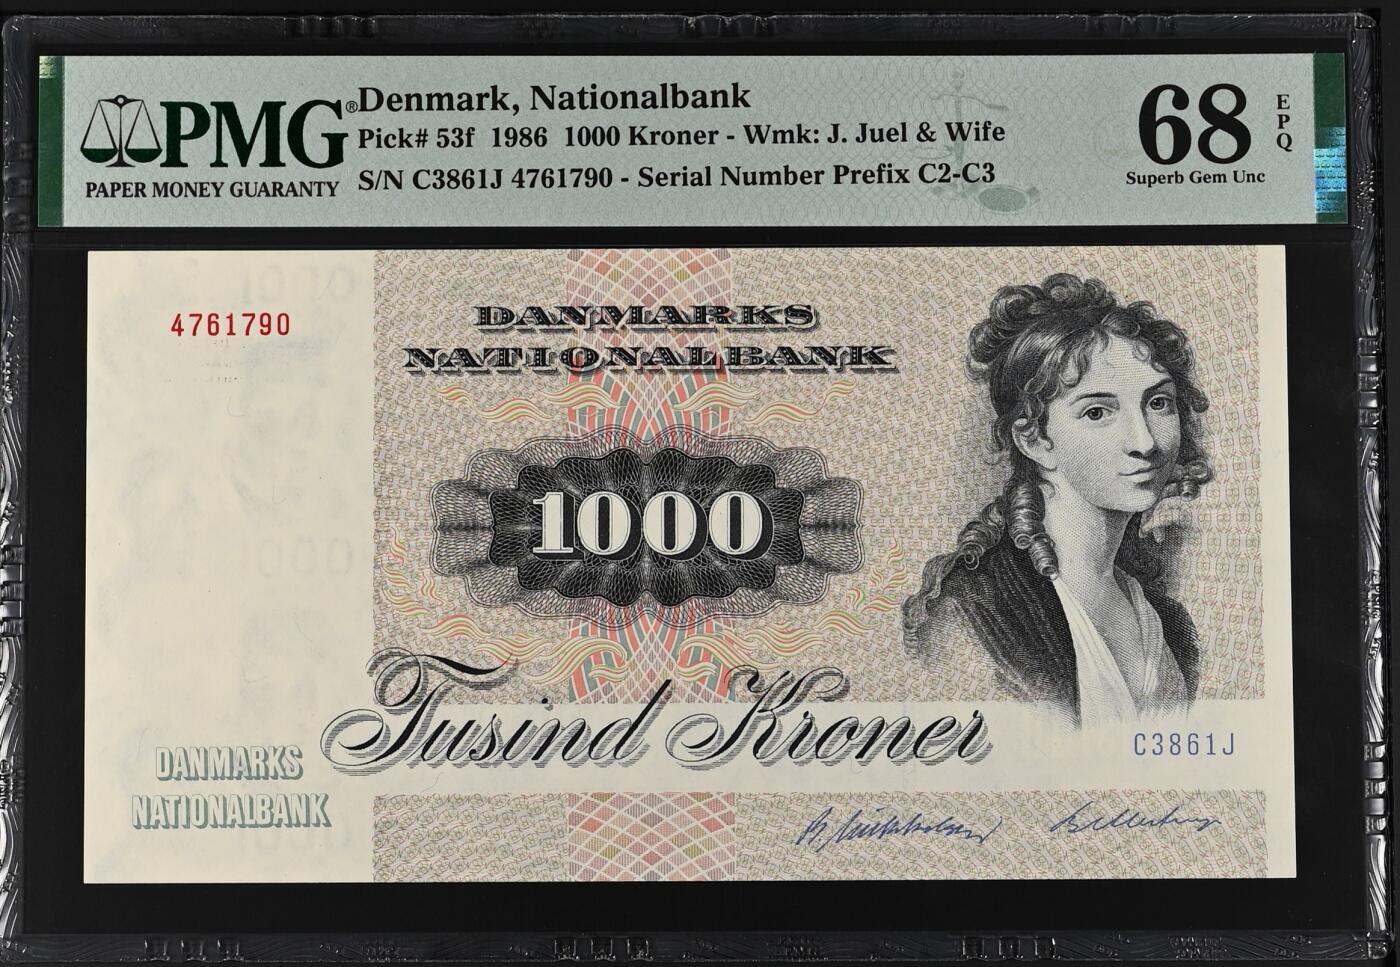 PMG®
PAPER MONEY GUARANTY
Denmark, Nationalbank
Pick# 53f 1986 1000 Kroner - Wmk: J. Juel & Wife
S/N C3861J 4761790 - Serial Number Prefix C2-C3
68
EPQ
Superb Gem Unc
4761790
DANMARKS
NATIONALBANK
1000
Tusind Kroner
C3861J
DANMARKS
NATIONALBANK